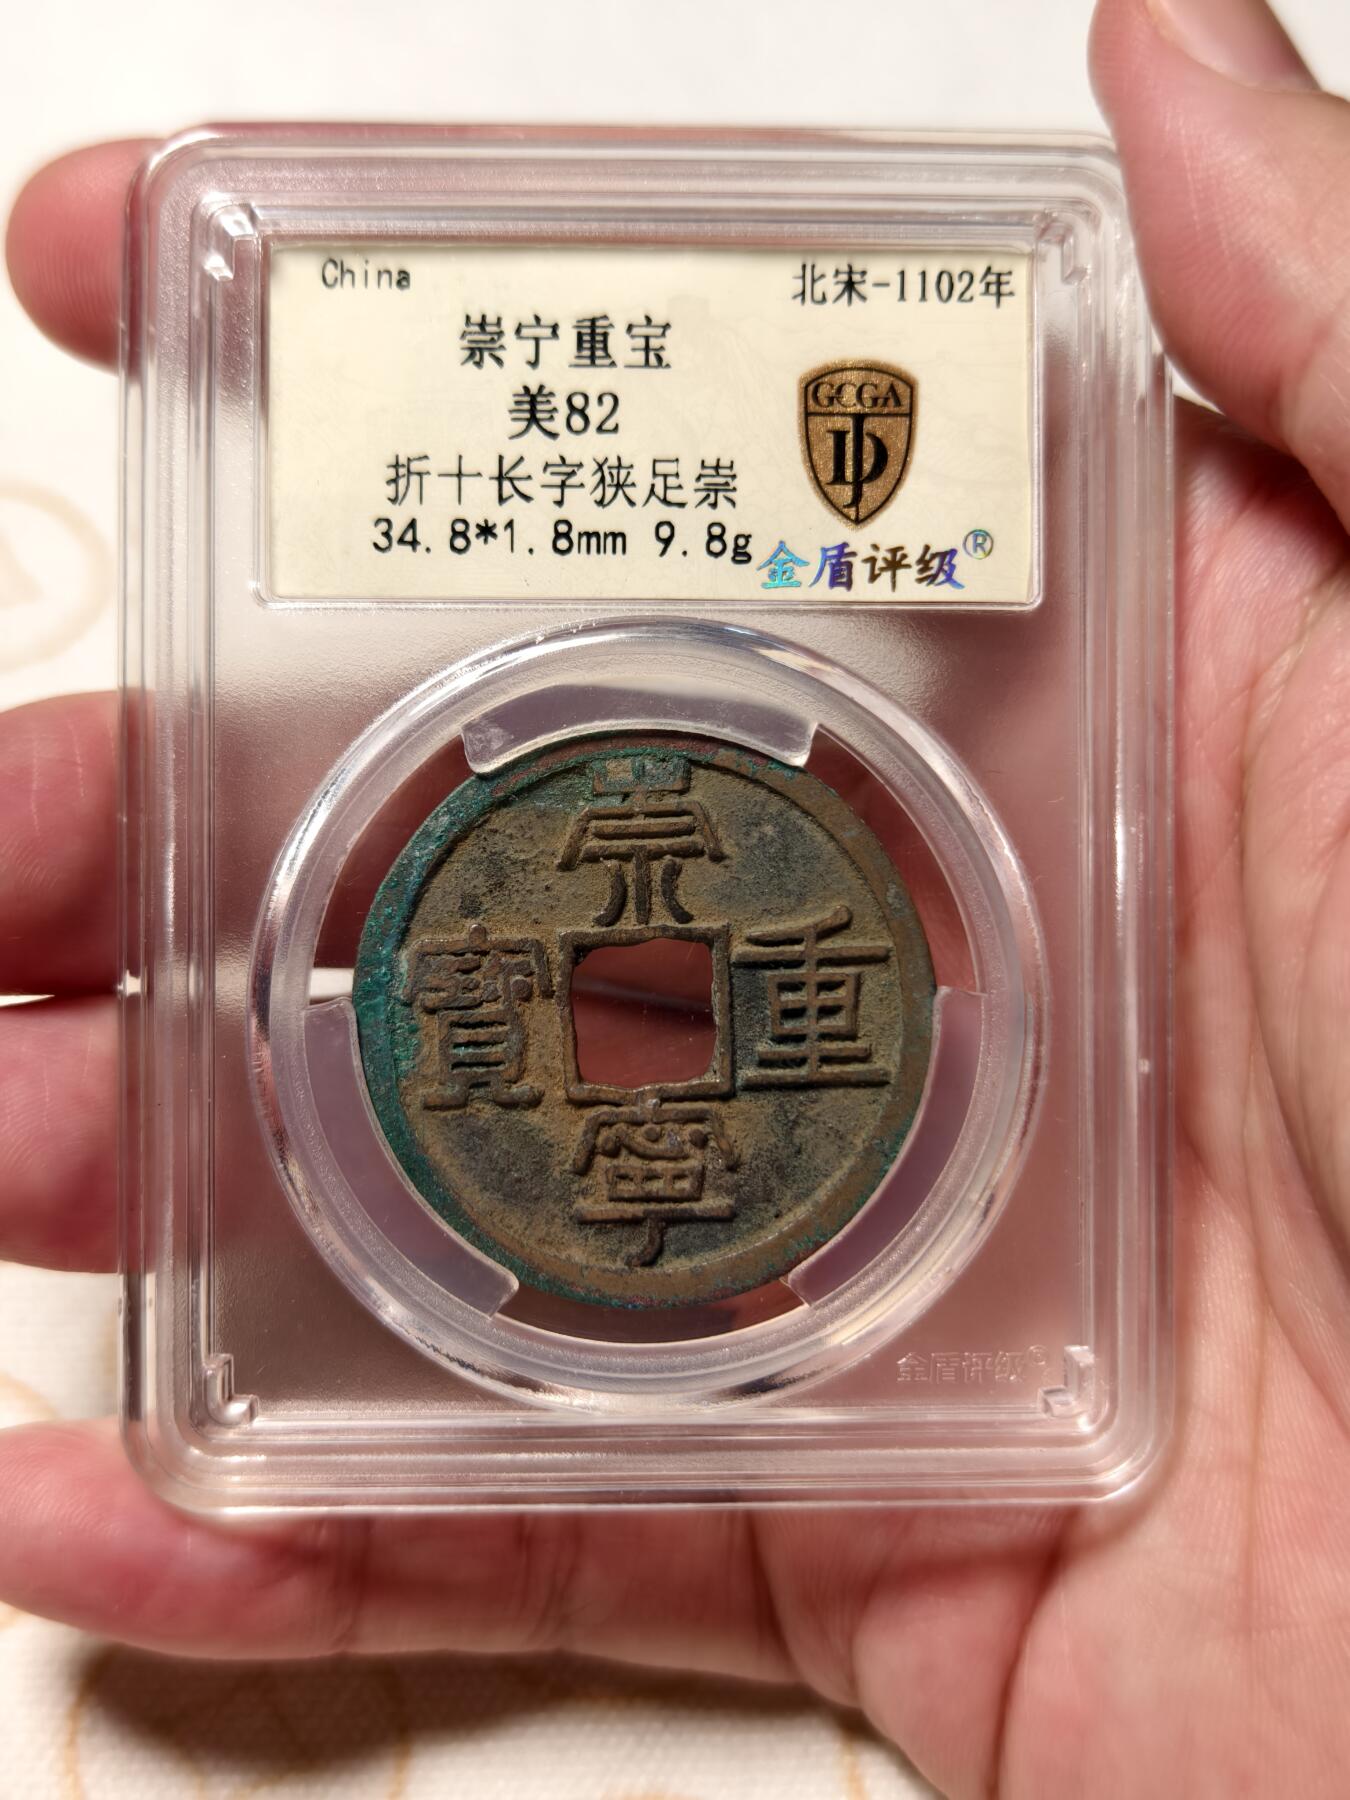 China
北宋-1102年
崇宁重宝
美82
GCGA
折十长字狭足崇
34.8*1.8mm 9.8g
金盾评级®
崇
寶 重
寧
金盾评级®